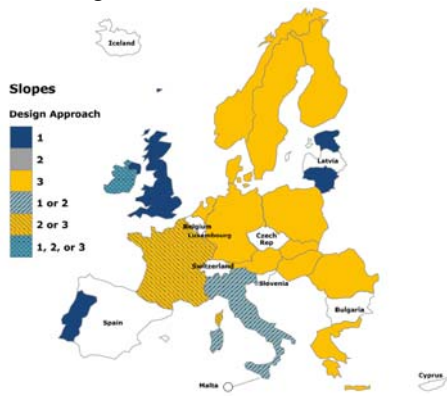 Iceland
Slopes
Design Approach
1
2
3
1 or 2
2 or 3
1, 2, or 3
Latvia
Belgium
Luxembourg
Czech
Rep
Switzerland
Slovenia
Bulgaria
Spain
Malta
Cyprus